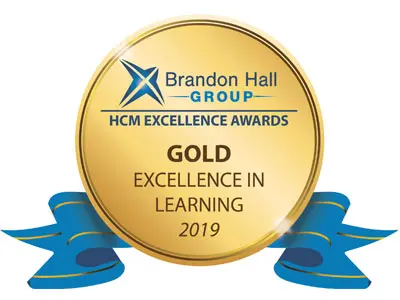 Brandon Hall
GROUP
HCM EXCELLENCE AWARDS
GOLD
EXCELLENCE IN
LEARNING
2019